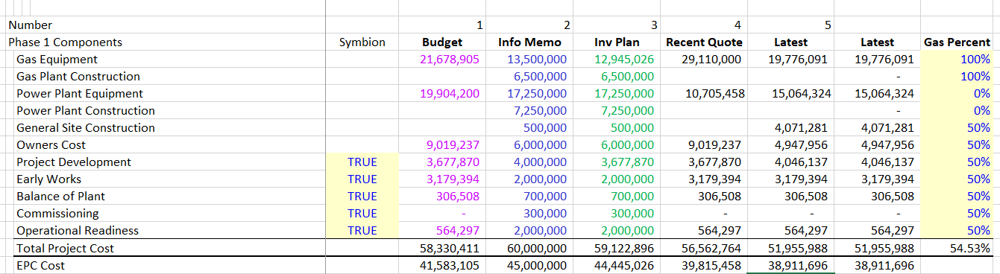 Number 1 2 3 4 5
Phase 1 Components Symbion Budget Info Memo Inv Plan Recent Quote Latest Latest Gas Percent
Gas Equipment 21,678,905 13,500,000 12,945,026 29,110,000 19,776,091 19,776,091 100%
Gas Plant Construction 6,500,000 6,500,000 - 100%
Power Plant Equipment 19,904,200 17,250,000 17,250,000 10,705,458 15,064,324 15,064,324 0%
Power Plant Construction 7,250,000 7,250,000 - 0%
General Site Construction 500,000 500,000 4,071,281 4,071,281 50%
Owners Cost 9,019,237 6,000,000 6,000,000 9,019,237 4,947,956 4,947,956 50%
Project Development TRUE 3,677,870 4,000,000 3,677,870 3,677,870 4,046,137 4,046,137 50%
Early Works TRUE 3,179,394 2,000,000 2,000,000 3,179,394 3,179,394 3,179,394 50%
Balance of Plant TRUE 306,508 700,000 700,000 306,508 306,508 306,508 50%
Commissioning TRUE - 300,000 300,000 - - - 50%
Operational Readiness TRUE 564,297 2,000,000 2,000,000 564,297 564,297 564,297 50%
Total Project Cost 58,330,411 60,000,000 59,122,896 56,562,764 51,955,988 51,955,988 54.53%
EPC Cost 41,583,105 45,000,000 44,445,026 39,815,458 38,911,696 38,911,696